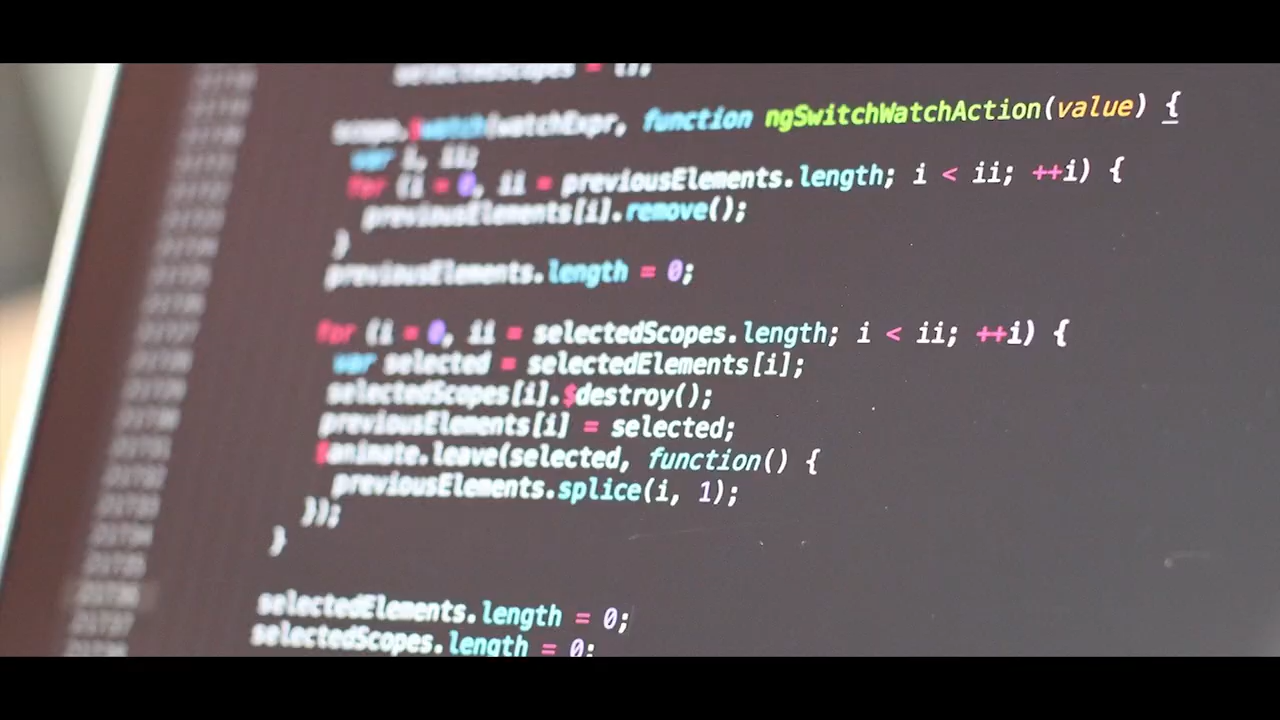 selectedScopes = [];
scope.$watch(watchExpr, function ngSwitchWatchAction(value) {
var i, ii;
for (i = 0, ii = previousElements.length; i < ii; ++i) {
previousElements[i].remove();
}
previousElements.length = 0;
for (i = 0, ii = selectedScopes.length; i < ii; ++i) {
var selected = selectedElements[i];
selectedScopes[i].$destroy();
previousElements[i] = selected;
$animate.leave(selected, function() {
previousElements.splice(i, 1);
});
}
selectedElements.length = 0;
selectedScopes.length = 0;